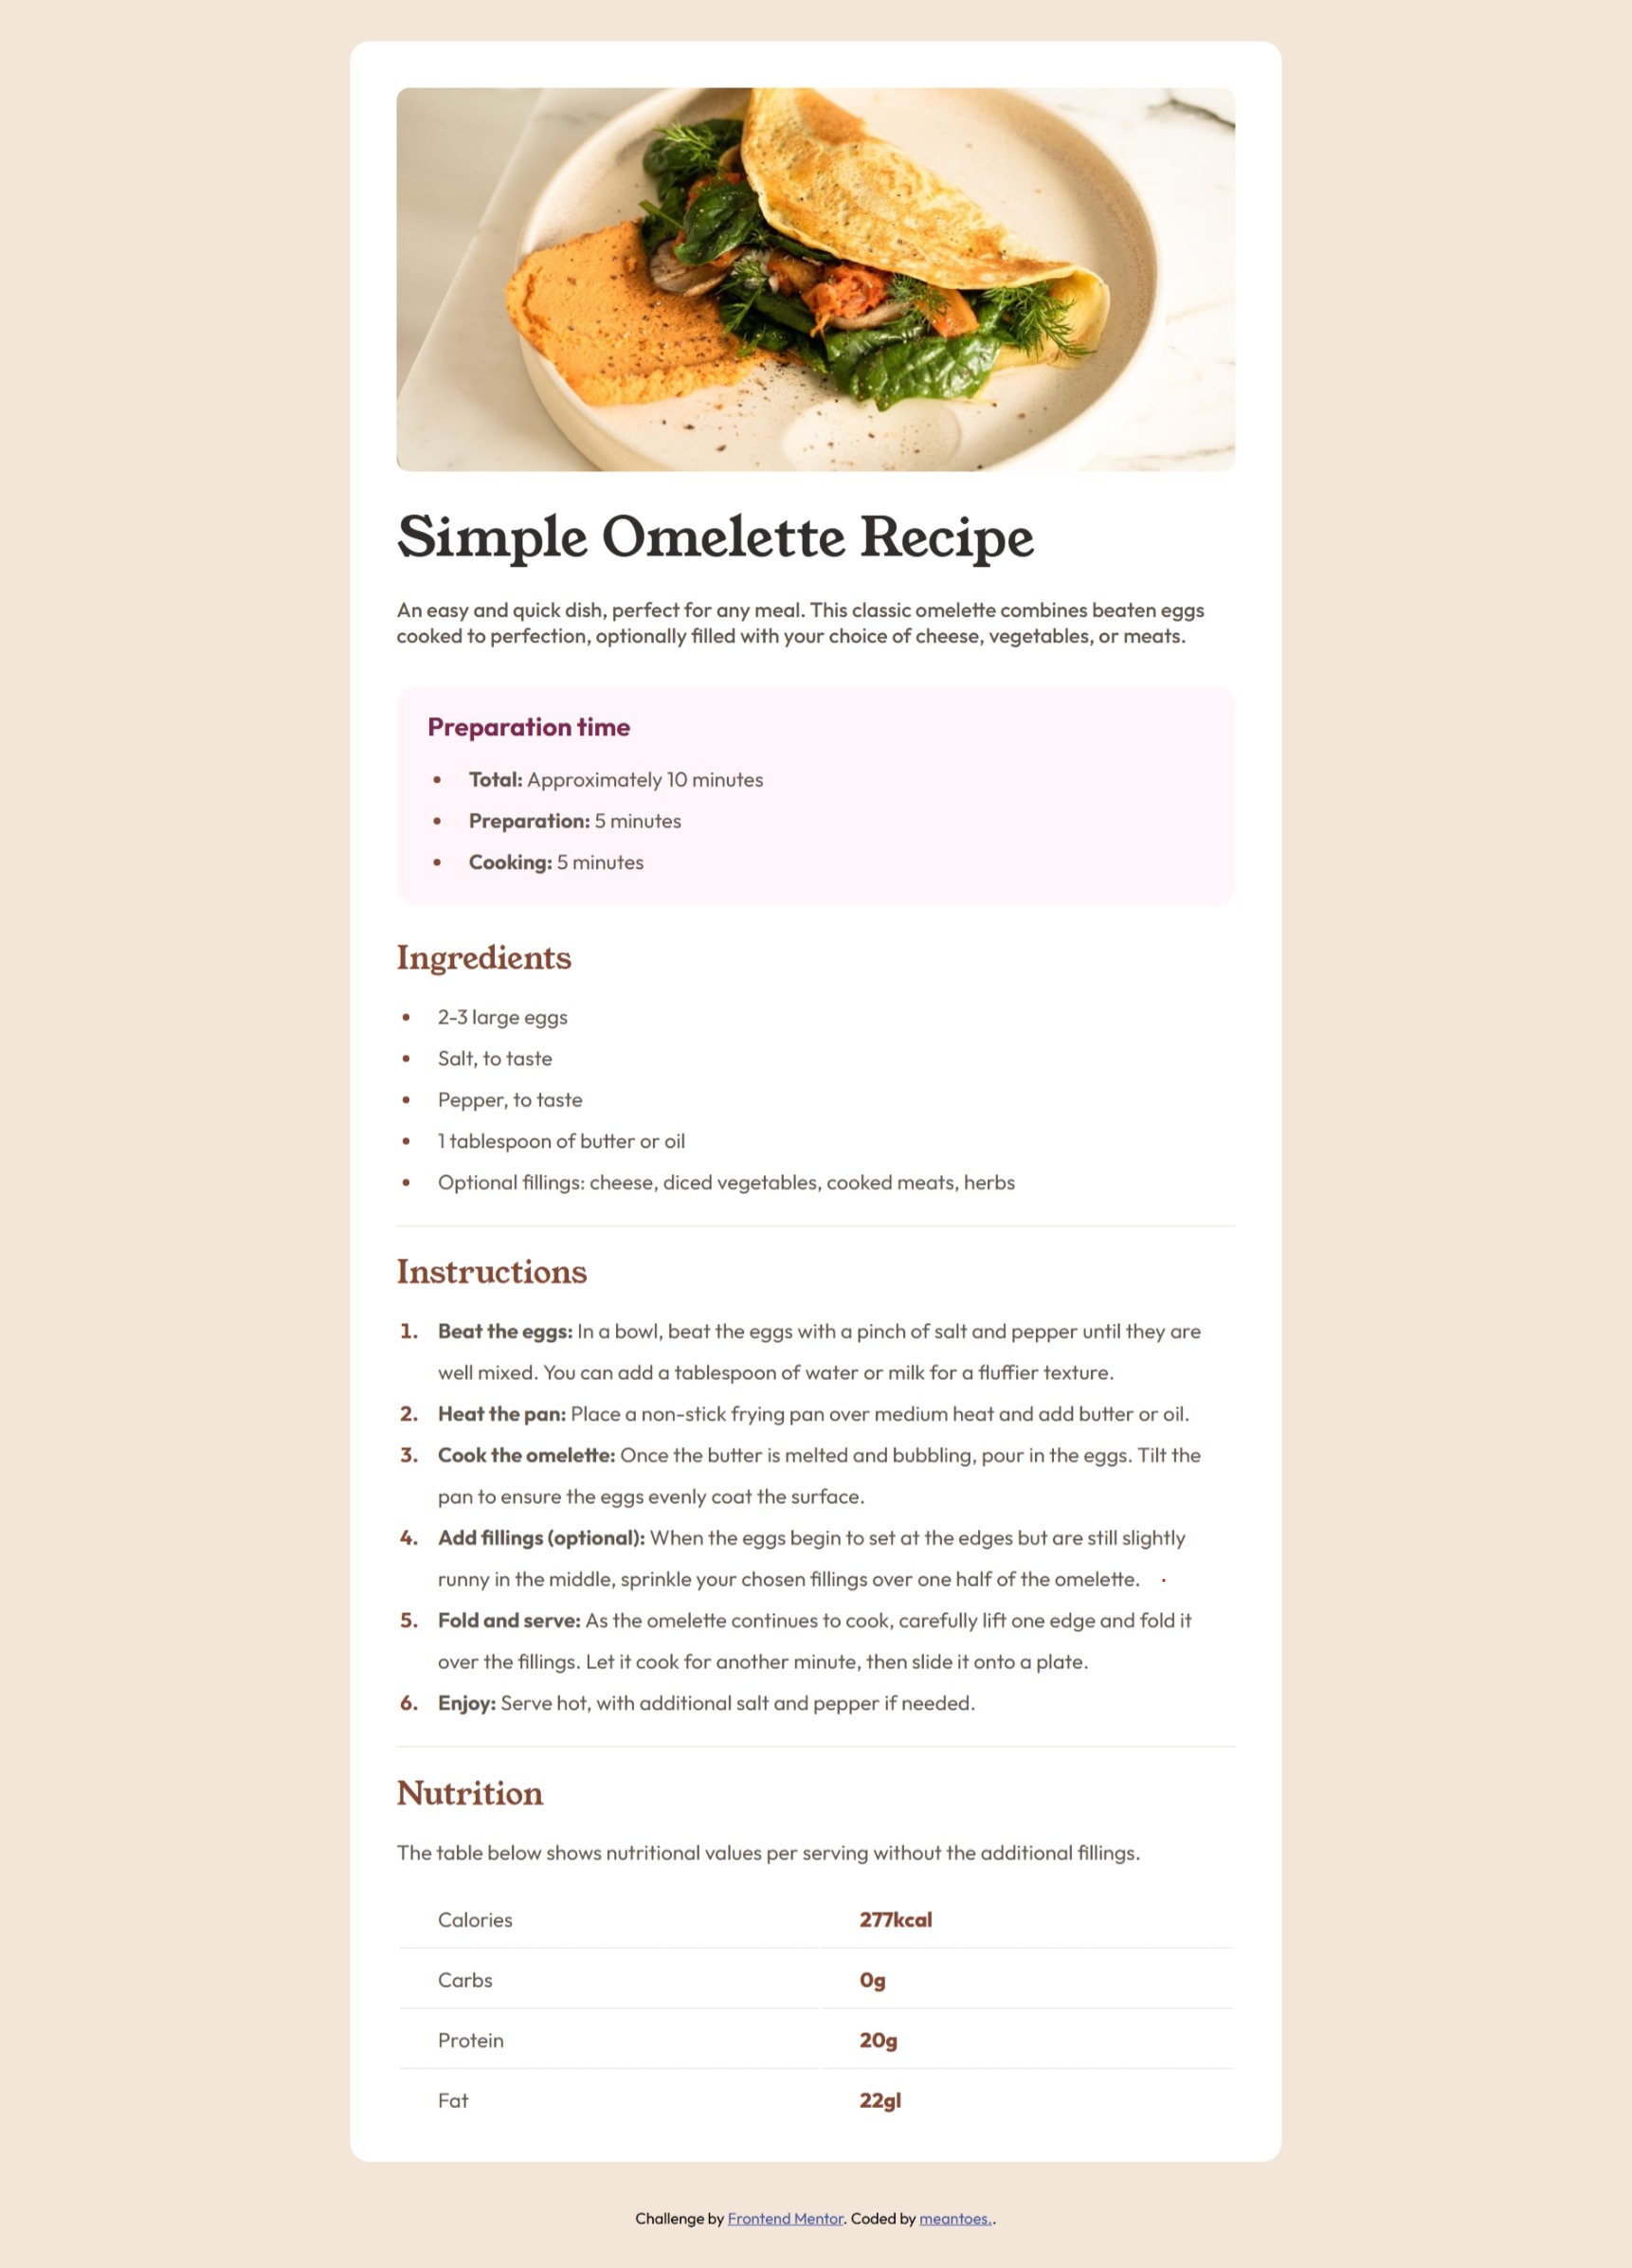 Simple Omelette Recipe
An easy and quick dish, perfect for any meal. This classic omelette combines beaten eggs
cooked to perfection, optionally filled with your choice of cheese, vegetables, or meats.
Preparation time
• Total: Approximately 10 minutes
• Preparation: 5 minutes
• Cooking: 5 minutes
Ingredients
• 2-3 large eggs
• Salt, to taste
• Pepper, to taste
• 1 tablespoon of butter or oil
• Optional fillings: cheese, diced vegetables, cooked meats, herbs
Instructions
1. Beat the eggs: In a bowl, beat the eggs with a pinch of salt and pepper until they are
well mixed. You can add a tablespoon of water or milk for a fluffier texture.
2. Heat the pan: Place a non-stick frying pan over medium heat and add butter or oil.
3. Cook the omelette: Once the butter is melted and bubbling, pour in the eggs. Tilt the
pan to ensure the eggs evenly coat the surface.
4. Add fillings (optional): When the eggs begin to set at the edges but are still slightly
runny in the middle, sprinkle your chosen fillings over one half of the omelette.
5. Fold and serve: As the omelette continues to cook, carefully lift one edge and fold it
over the fillings. Let it cook for another minute, then slide it onto a plate.
6. Enjoy: Serve hot, with additional salt and pepper if needed.
Nutrition
The table below shows nutritional values per serving without the additional fillings.
Calories 277kcal
Carbs 0g
Protein 20g
Fat 22gl
Challenge by Frontend Mentor. Coded by meantoes..